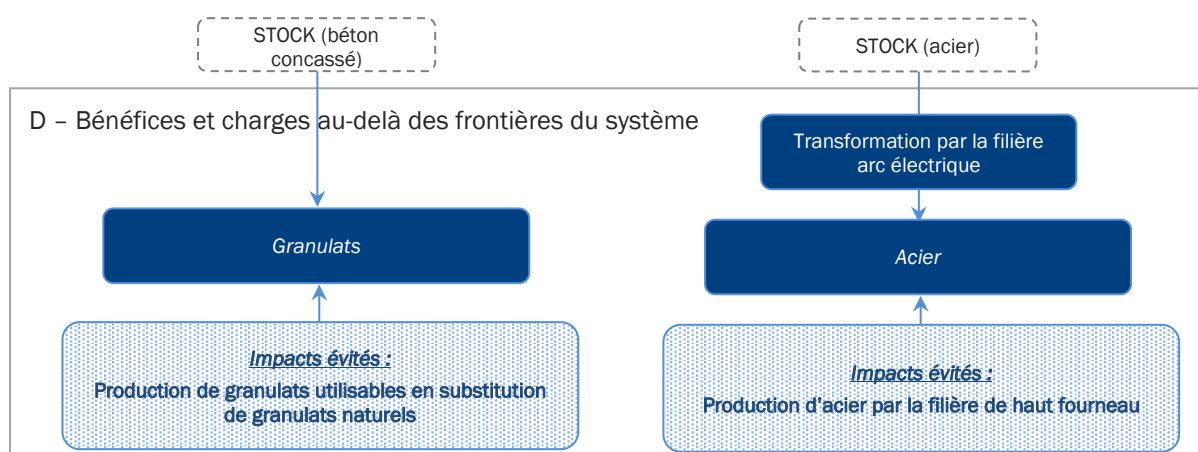 STOCK (béton
concassé)
STOCK (acier)
D – Bénéfices et charges au-delà des frontières du système
Transformation par la filière
arc électrique
Granulats
Acier
Impacts évités :
Production de granulats utilisables en substitution
de granulats naturels
Impacts évités :
Production d'acier par la filière de haut fourneau